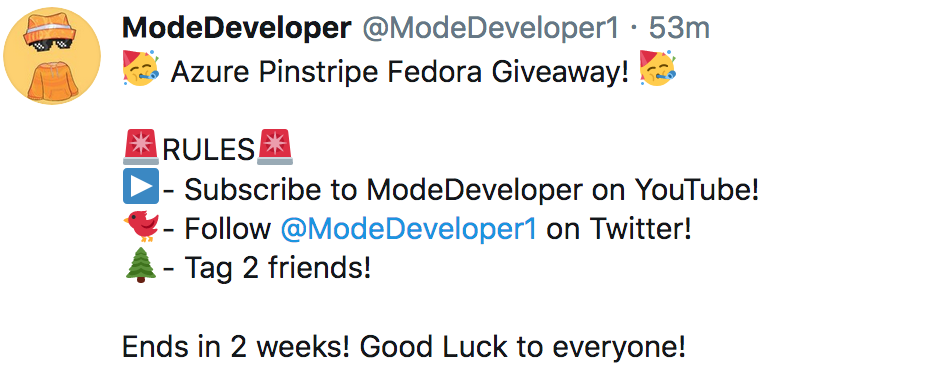 ModeDeveloper @ModeDeveloper1 · 53m
🥳 Azure Pinstripe Fedora Giveaway! 🥳
🚨RULES🚨
▶️- Subscribe to ModeDeveloper on YouTube!
🐦- Follow @ModeDeveloper1 on Twitter!
🌲- Tag 2 friends!
Ends in 2 weeks! Good Luck to everyone!